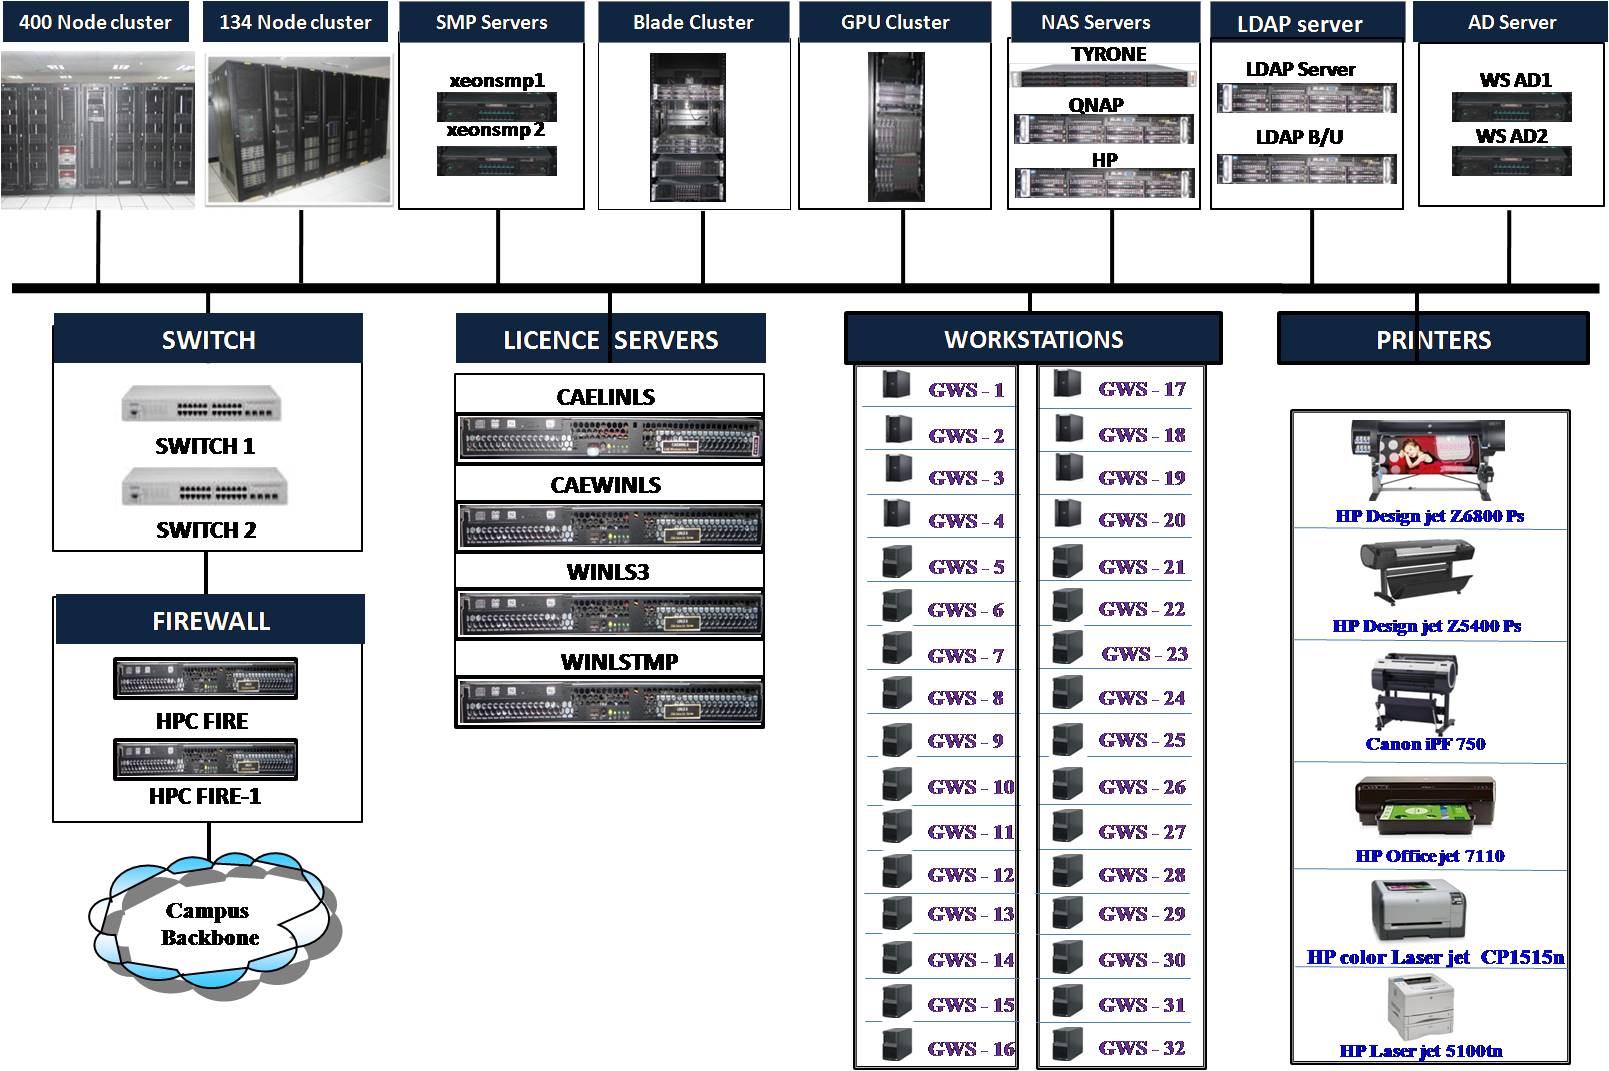 400 Node cluster
134 Node cluster
SMP Servers
Blade Cluster
GPU Cluster
NAS Servers
LDAP server
AD Server
xeonsmp1
xeonsmp 2
TYRONE
QNAP
HP
LDAP Server
LDAP B/U
WS AD1
WS AD2
SWITCH
SWITCH 1
SWITCH 2
FIREWALL
HPC FIRE
HPC FIRE-1
Campus
Backbone
LICENCE SERVERS
CAELINLS
CAEWINLS
WINLS3
WINLSTMP
WORKSTATIONS
GWS - 1
GWS - 2
GWS - 3
GWS - 4
GWS - 5
GWS - 6
GWS - 7
GWS - 8
GWS - 9
GWS - 10
GWS - 11
GWS - 12
GWS - 13
GWS - 14
GWS - 15
GWS - 16
GWS - 17
GWS - 18
GWS - 19
GWS - 20
GWS - 21
GWS - 22
GWS - 23
GWS - 24
GWS - 25
GWS - 26
GWS - 27
GWS - 28
GWS - 29
GWS - 30
GWS - 31
GWS - 32
PRINTERS
HP Design jet Z6800 Ps
HP Design jet Z5400 Ps
Canon iPF 750
HP Office jet 7110
HP color Laser jet CP1515n
HP Laser jet 5100tn